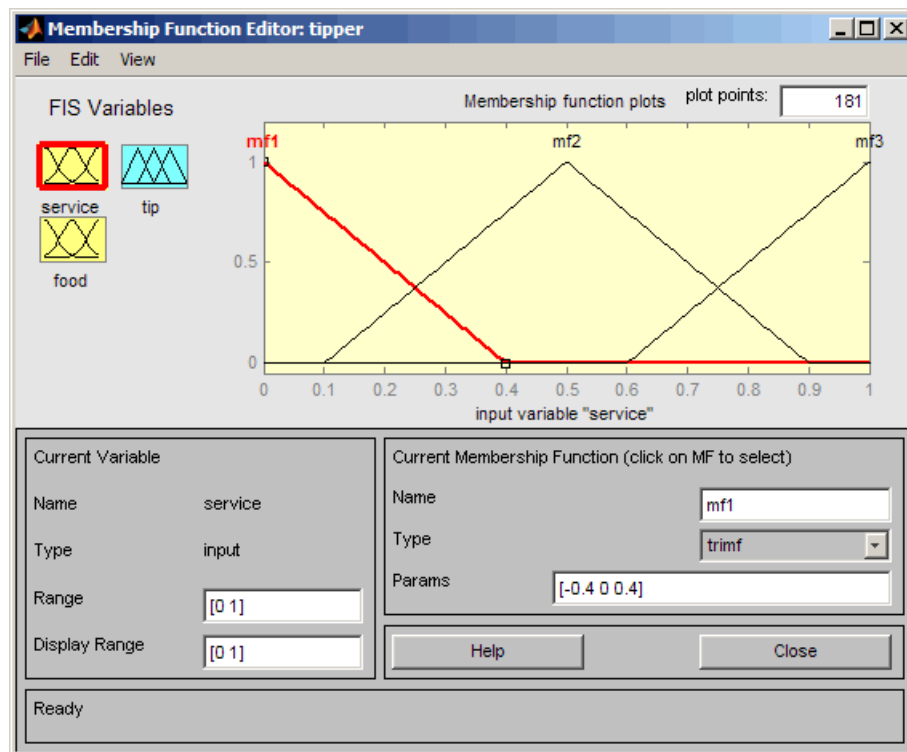 Membership Function Editor: tipper
File Edit View
FIS Variables
service
tip
food
Membership function plots
plot points:
181
mf1
mf2
mf3
1
0.5
0
0 0.1 0.2 0.3 0.4 0.5 0.6 0.7 0.8 0.9 1
input variable "service"
Current Variable
Name service
Type input
Range [0 1]
Display Range [0 1]
Current Membership Function (click on MF to select)
Name mf1
Type trimf
Params [-0.4 0 0.4]
Help
Close
Ready